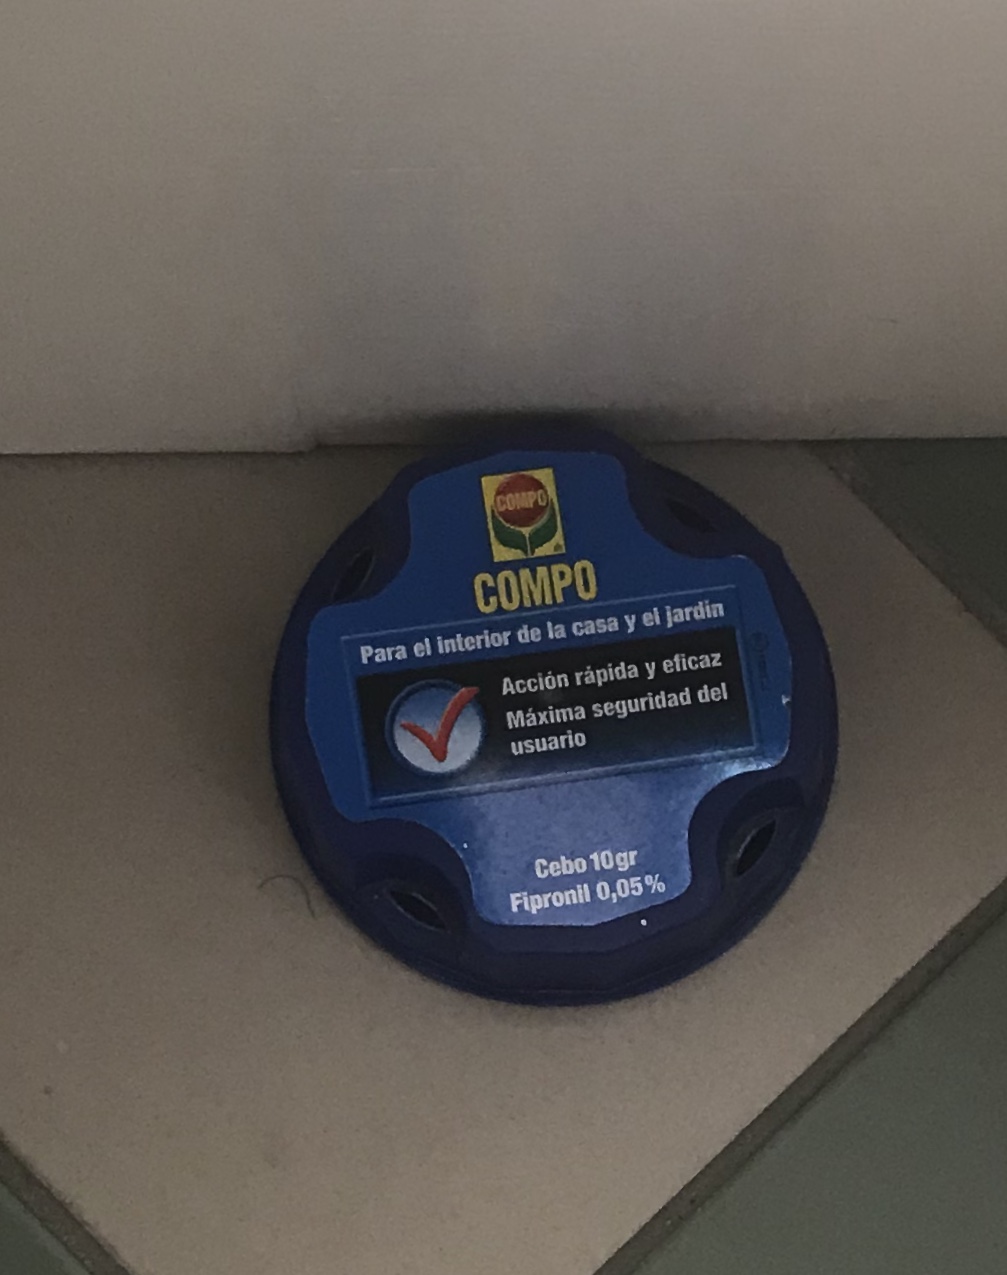 COMPO
COMPO
Para el interior de la casa y el jardín
Acción rápida y eficaz
Máxima seguridad del
usuario
Cebo 10gr
Fipronil 0,05%